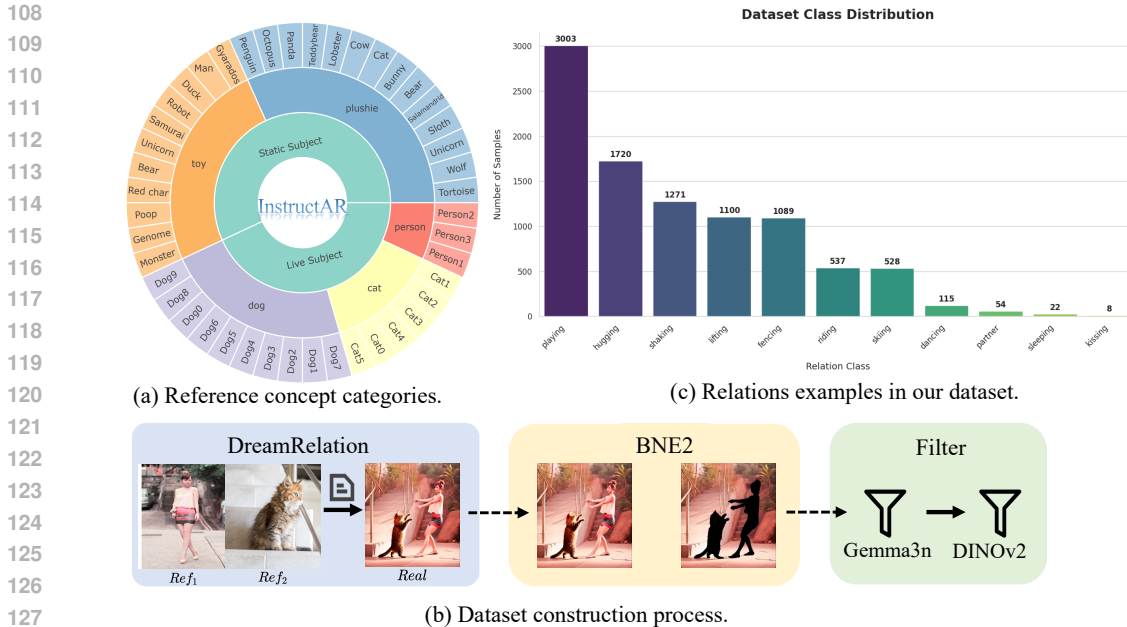 108
109
110
111
112
113
114
115
116
117
118
119
120
121
122
123
124
125
126
127
InstructAR
Static Subject
Live Subject
plushie
person
cat
dog
toy
Penguin
Octopus
Panda
Teddybear
Lobster
Cow
Cat
Bunny
Bear
Salamandrid
Sloth
Unicorn
Wolf
Tortoise
Person2
Person3
Person1
Cat1
Cat2
Cat3
Cat4
Cat0
Cat5
Dog7
Dog1
Dog2
Dog3
Dog4
Dog5
Dog6
Dog0
Dog8
Dog9
Monster
Genome
Poop
Red char
Bear
Unicorn
Samurai
Robot
Duck
Man
Gyarados
(a) Reference concept categories.
Dataset Class Distribution
Number of Samples
3000
2500
2000
1500
1000
500
0
3003
1720
1271
1100
1089
537
528
115
54
22
8
playing
hugging
shaking
lifting
fencing
riding
skiing
dancing
partner
sleeping
kissing
Relation Class
(c) Relations examples in our dataset.
DreamRelation
Ref1
Ref2
Real
BNE2
Filter
Gemma3n
DINOv2
(b) Dataset construction process.